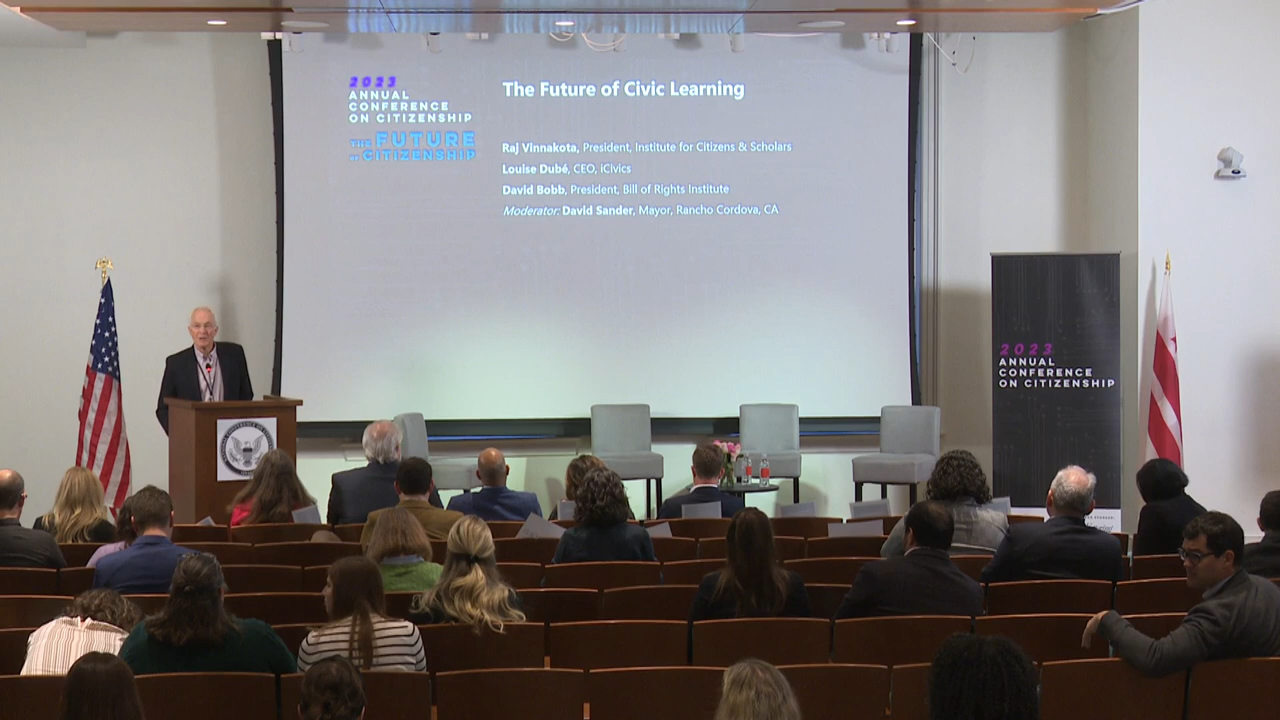 2023
ANNUAL
CONFERENCE
ON CITIZENSHIP
THE FUTURE
OF CITIZENSHIP
The Future of Civic Learning
Raj Vinnakota, President, Institute for Citizens & Scholars
Louise Dubé, CEO, iCivics
David Bobb, President, Bill of Rights Institute
Moderator: David Sander, Mayor, Rancho Cordova, CA
2023
ANNUAL
CONFERENCE
ON CITIZENSHIP